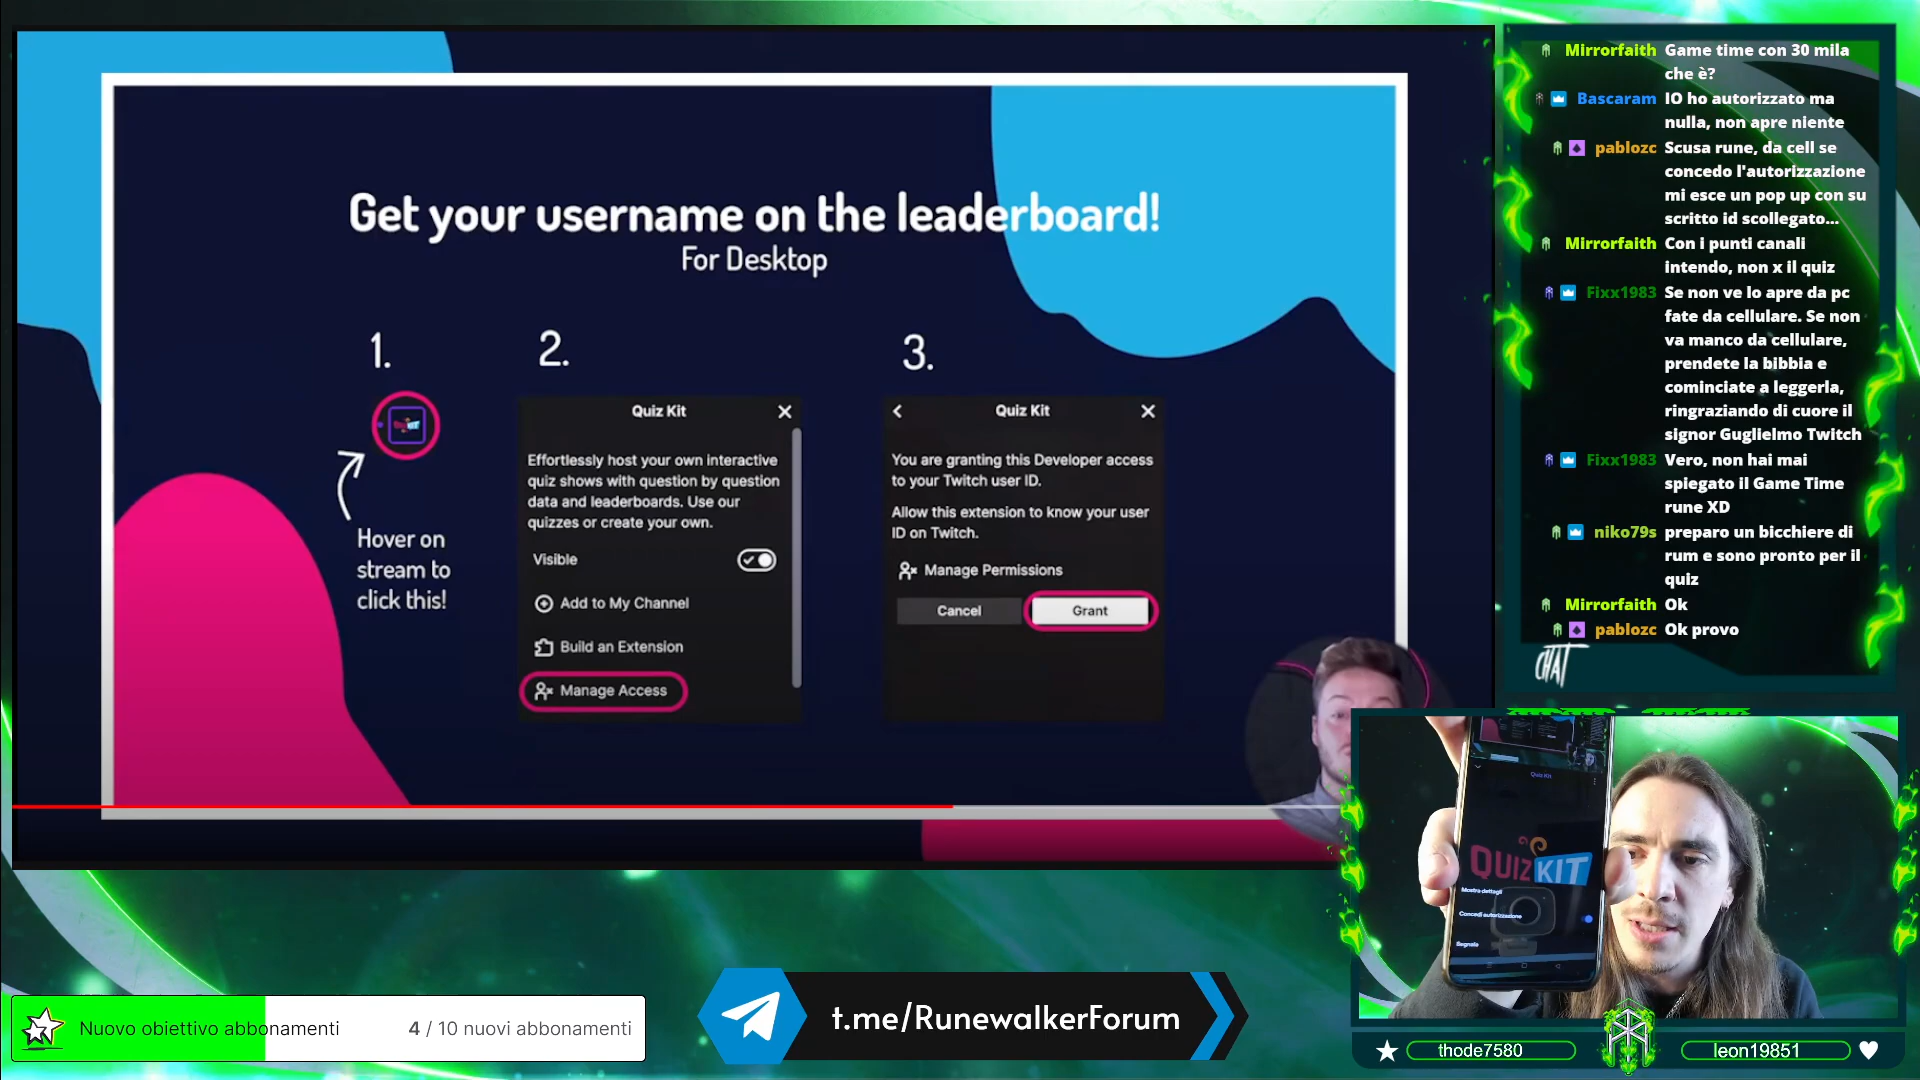 Get your username on the leaderboard!
For Desktop
1.
2.
3.
Hover on
stream to
click this!
Quiz Kit
Effortlessly host your own interactive
quiz shows with question by question
data and leaderboards. Use our
quizzes or create your own.
Visible
Add to My Channel
Build an Extension
Manage Access
Quiz Kit
You are granting this Developer access
to your Twitch user ID.
Allow this extension to know your user
ID on Twitch.
Manage Permissions
Cancel
Grant
Mirrorfaith Game time con 30 mila
che è?
Bascaram IO ho autorizzato ma
nulla, non apre niente
pablozc Scusa rune, da cell se
concedo l'autorizzazione
mi esce un pop up con su
scritto id scollegato...
Mirrorfaith Con i punti canali
intendo, non x il quiz
Fixx1983 Se non ve lo apre da pc
fate da cellulare. Se non
va manco da cellulare,
prendete la bibbia e
cominciate a leggerla,
ringraziando di cuore il
signor Guglielmo Twitch
Fixx1983 Vero, non hai mai
spiegato il Game Time
rune XD
niko79s preparo un bicchiere di
rum e sono pronto per il
quiz
Mirrorfaith Ok
pablozc Ok provo
CHAT
Quiz Kit
QUIZ KIT
Mostra dettagli
Concedi autorizzazione
Segnala
Nuovo obiettivo abbonamenti
4 / 10 nuovi abbonamenti
t.me/RunewalkerForum
thode7580
leon19851